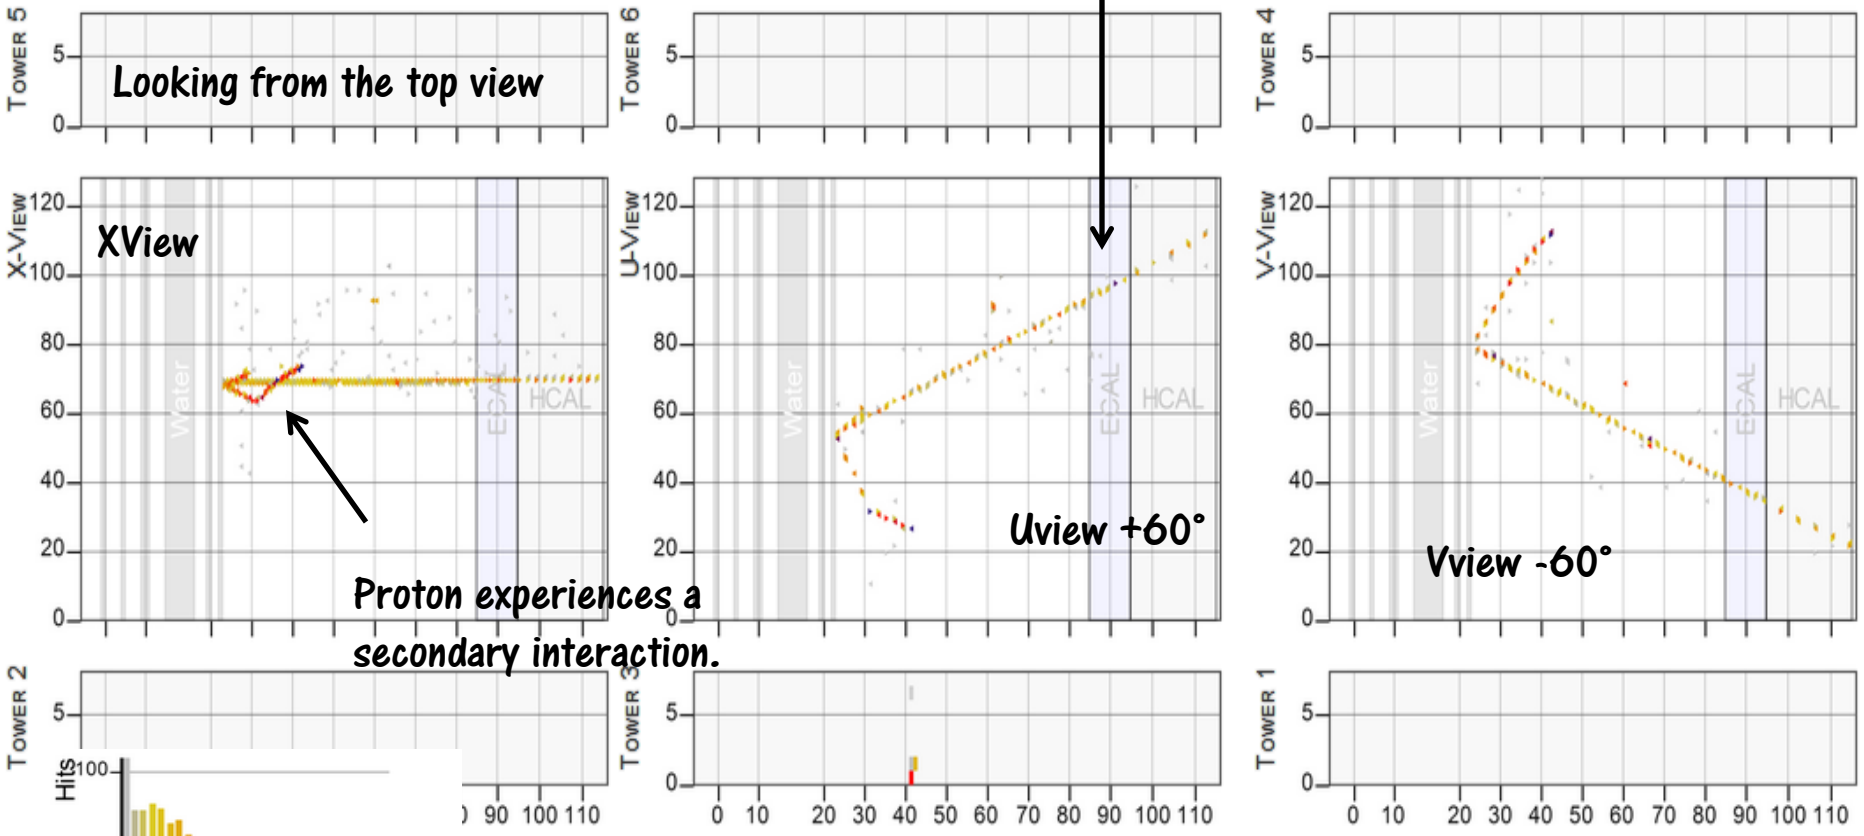 TOWER 5
5
0
Looking from the top view
TOWER 6
5
0
TOWER 4
5
0
X-VIEW
120
100
80
60
40
20
0
XView
Water
ECAL
HCAL
U-VIEW
120
100
80
60
40
20
0
Water
ECAL
HCAL
Uview +60°
V-VIEW
120
100
80
60
40
20
0
Water
ECAL
HCAL
Vview -60°
Proton experiences a
secondary interaction.
TOWER 2
5
TOWER 3
5
0
TOWER 1
5
0
Hits
100
90 100 110
0 10 20 30 40 50 60 70 80 90 100 110
0 10 20 30 40 50 60 70 80 90 100 110